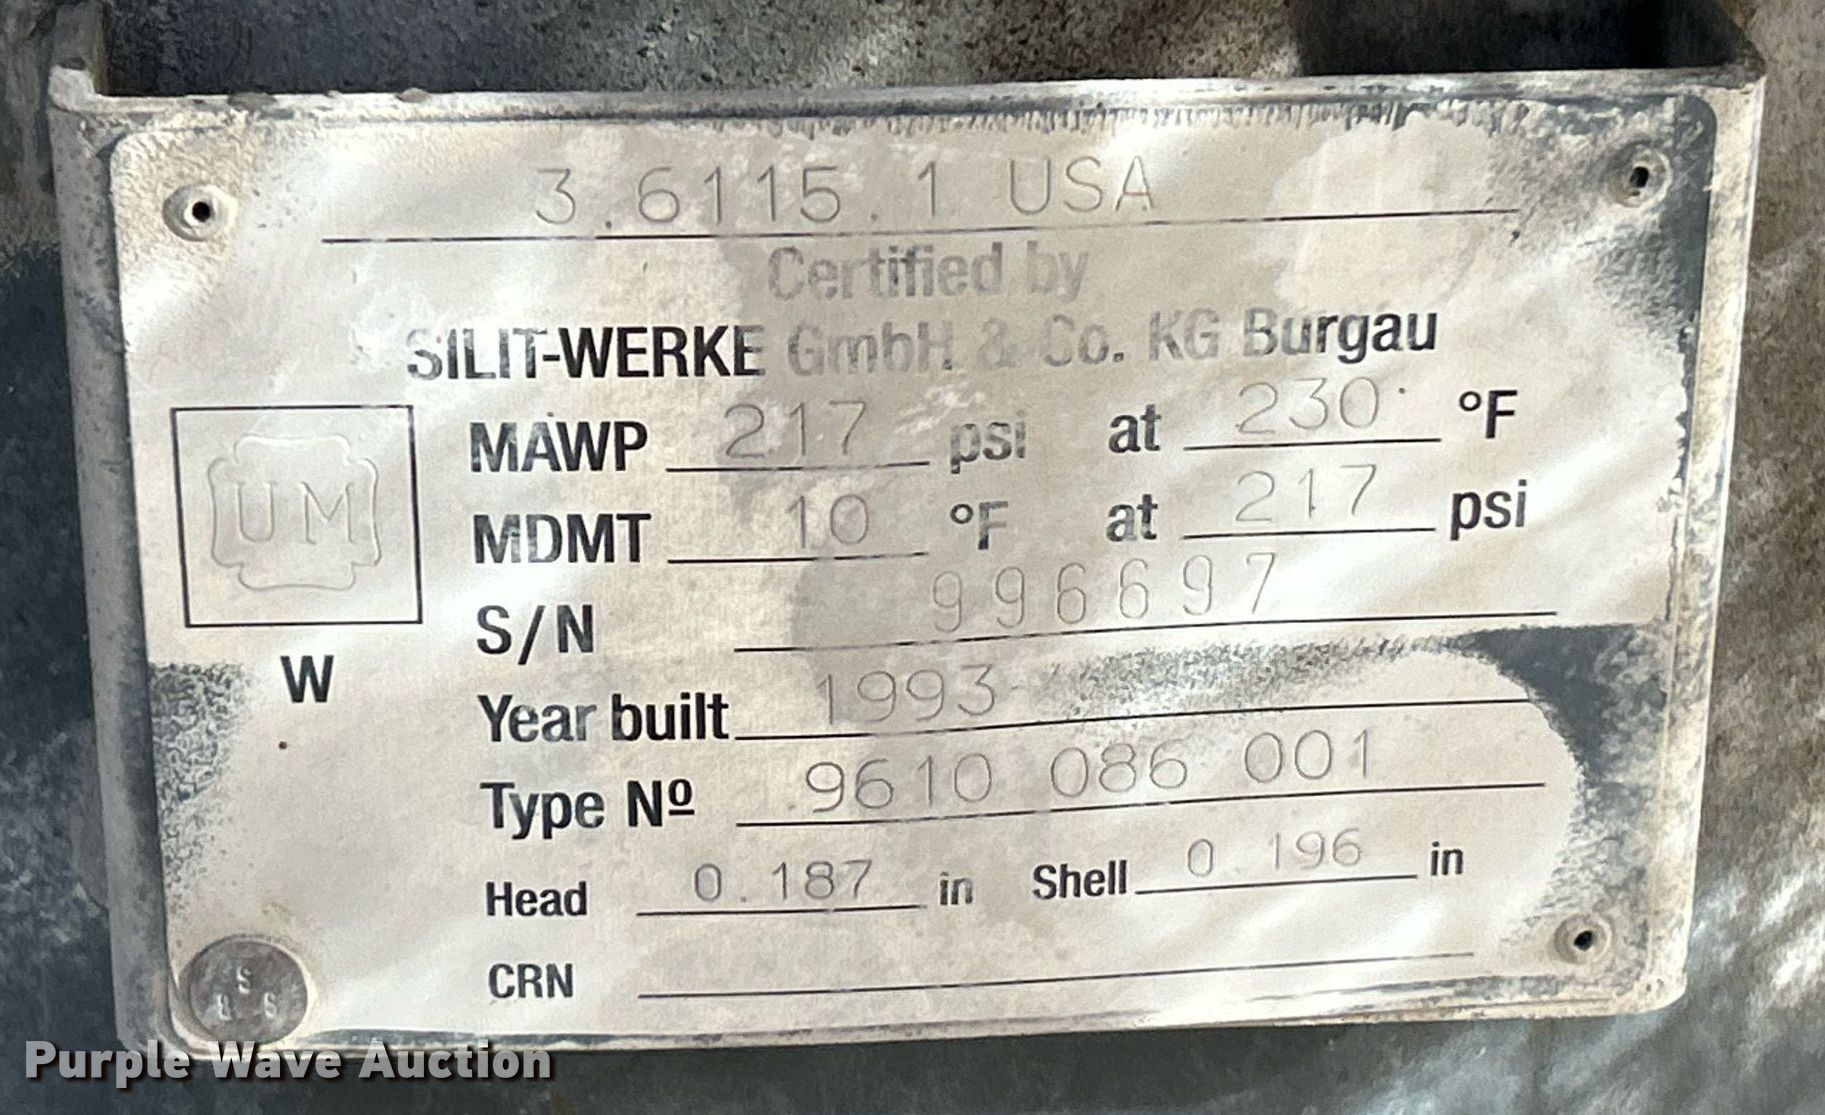 3.6115.1 USA
Certified by
SILIT-WERKE GmbH & Co. KG Burgau
MAWP 217 psi at 230 °F
UM
MDMT 10 °F at 217 psi
S/N 996697
W
Year built 1993
Type Nº 9610 086 001
Head 0.187 in Shell 0.196 in
CRN
S
Purple Wave Auction